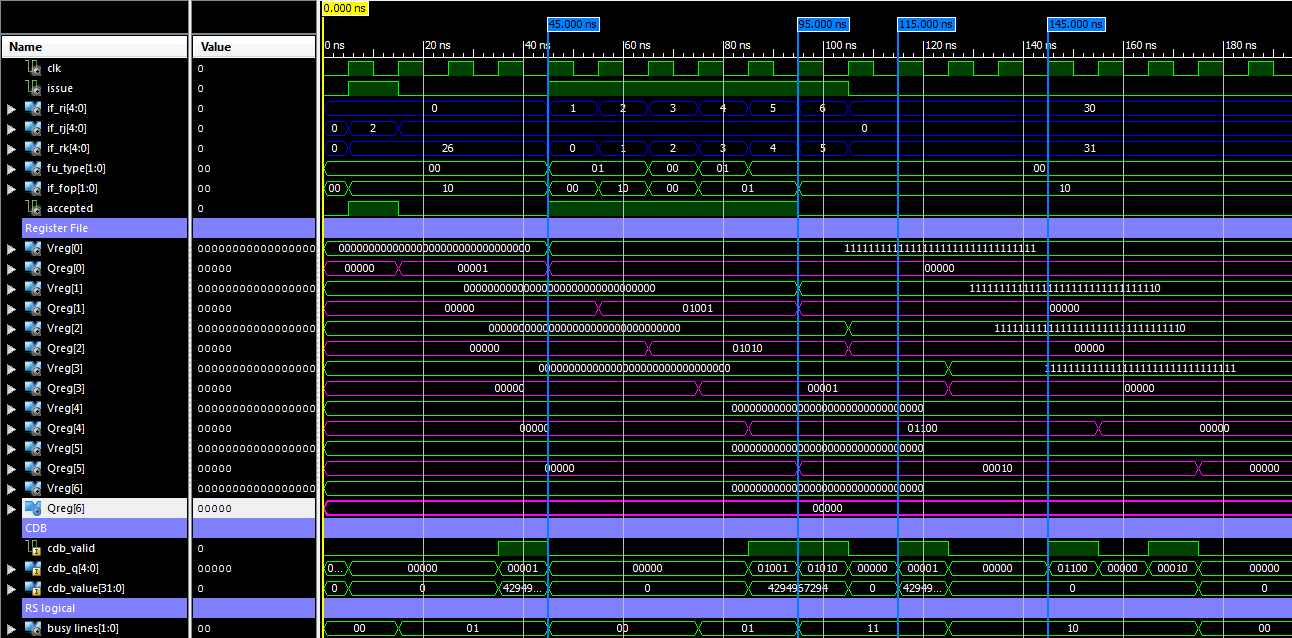 0.000 ns
45.000 ns 95.000 ns 115.000 ns 145.000 ns
Name Value 0 ns 20 ns 40 ns 60 ns 80 ns 100 ns 120 ns 140 ns 160 ns 180 ns
clk 0
issue 0
if_ri[4:0] 0 0 1 2 3 4 5 6 30
if_rj[4:0] 0 0 2 0
if_rk[4:0] 0 0 26 0 1 2 3 4 5 31
fu_type[1:0] 00 00 01 00 01 00
if_fop[1:0] 00 00 10 00 10 00 01 10
accepted 0
Register File
Vreg[0] 000000000000000000 00000000000000000000000000000000 11111111111111111111111111111111
Qreg[0] 00000 00000 00001 00000
Vreg[1] 000000000000000000 00000000000000000000000000000000 11111111111111111111111111111110
Qreg[1] 00000 00000 01001 00000
Vreg[2] 000000000000000000 00000000000000000000000000000000 11111111111111111111111111111110
Qreg[2] 00000 00000 01010 00000
Vreg[3] 000000000000000000 00000000000000000000000000000000 11111111111111111111111111111111
Qreg[3] 00000 00000 00001 00000
Vreg[4] 000000000000000000 00000000000000000000000000000000
Qreg[4] 00000 00000 01100 00000
Vreg[5] 000000000000000000 00000000000000000000000000000000
Qreg[5] 00000 00000 00010 00000
Vreg[6] 000000000000000000 00000000000000000000000000000000
Qreg[6] 00000 00000
CDB
cdb_valid 0
cdb_q[4:0] 00000 0... 00000 00001 00000 01001 01010 00000 00001 00000 01100 00000 00010 00000
cdb_value[31:0] 0 0 0 42949... 0 4294967294 0 42949... 0 0
RS logical
busy lines[1:0] 00 00 01 00 01 11 10 00